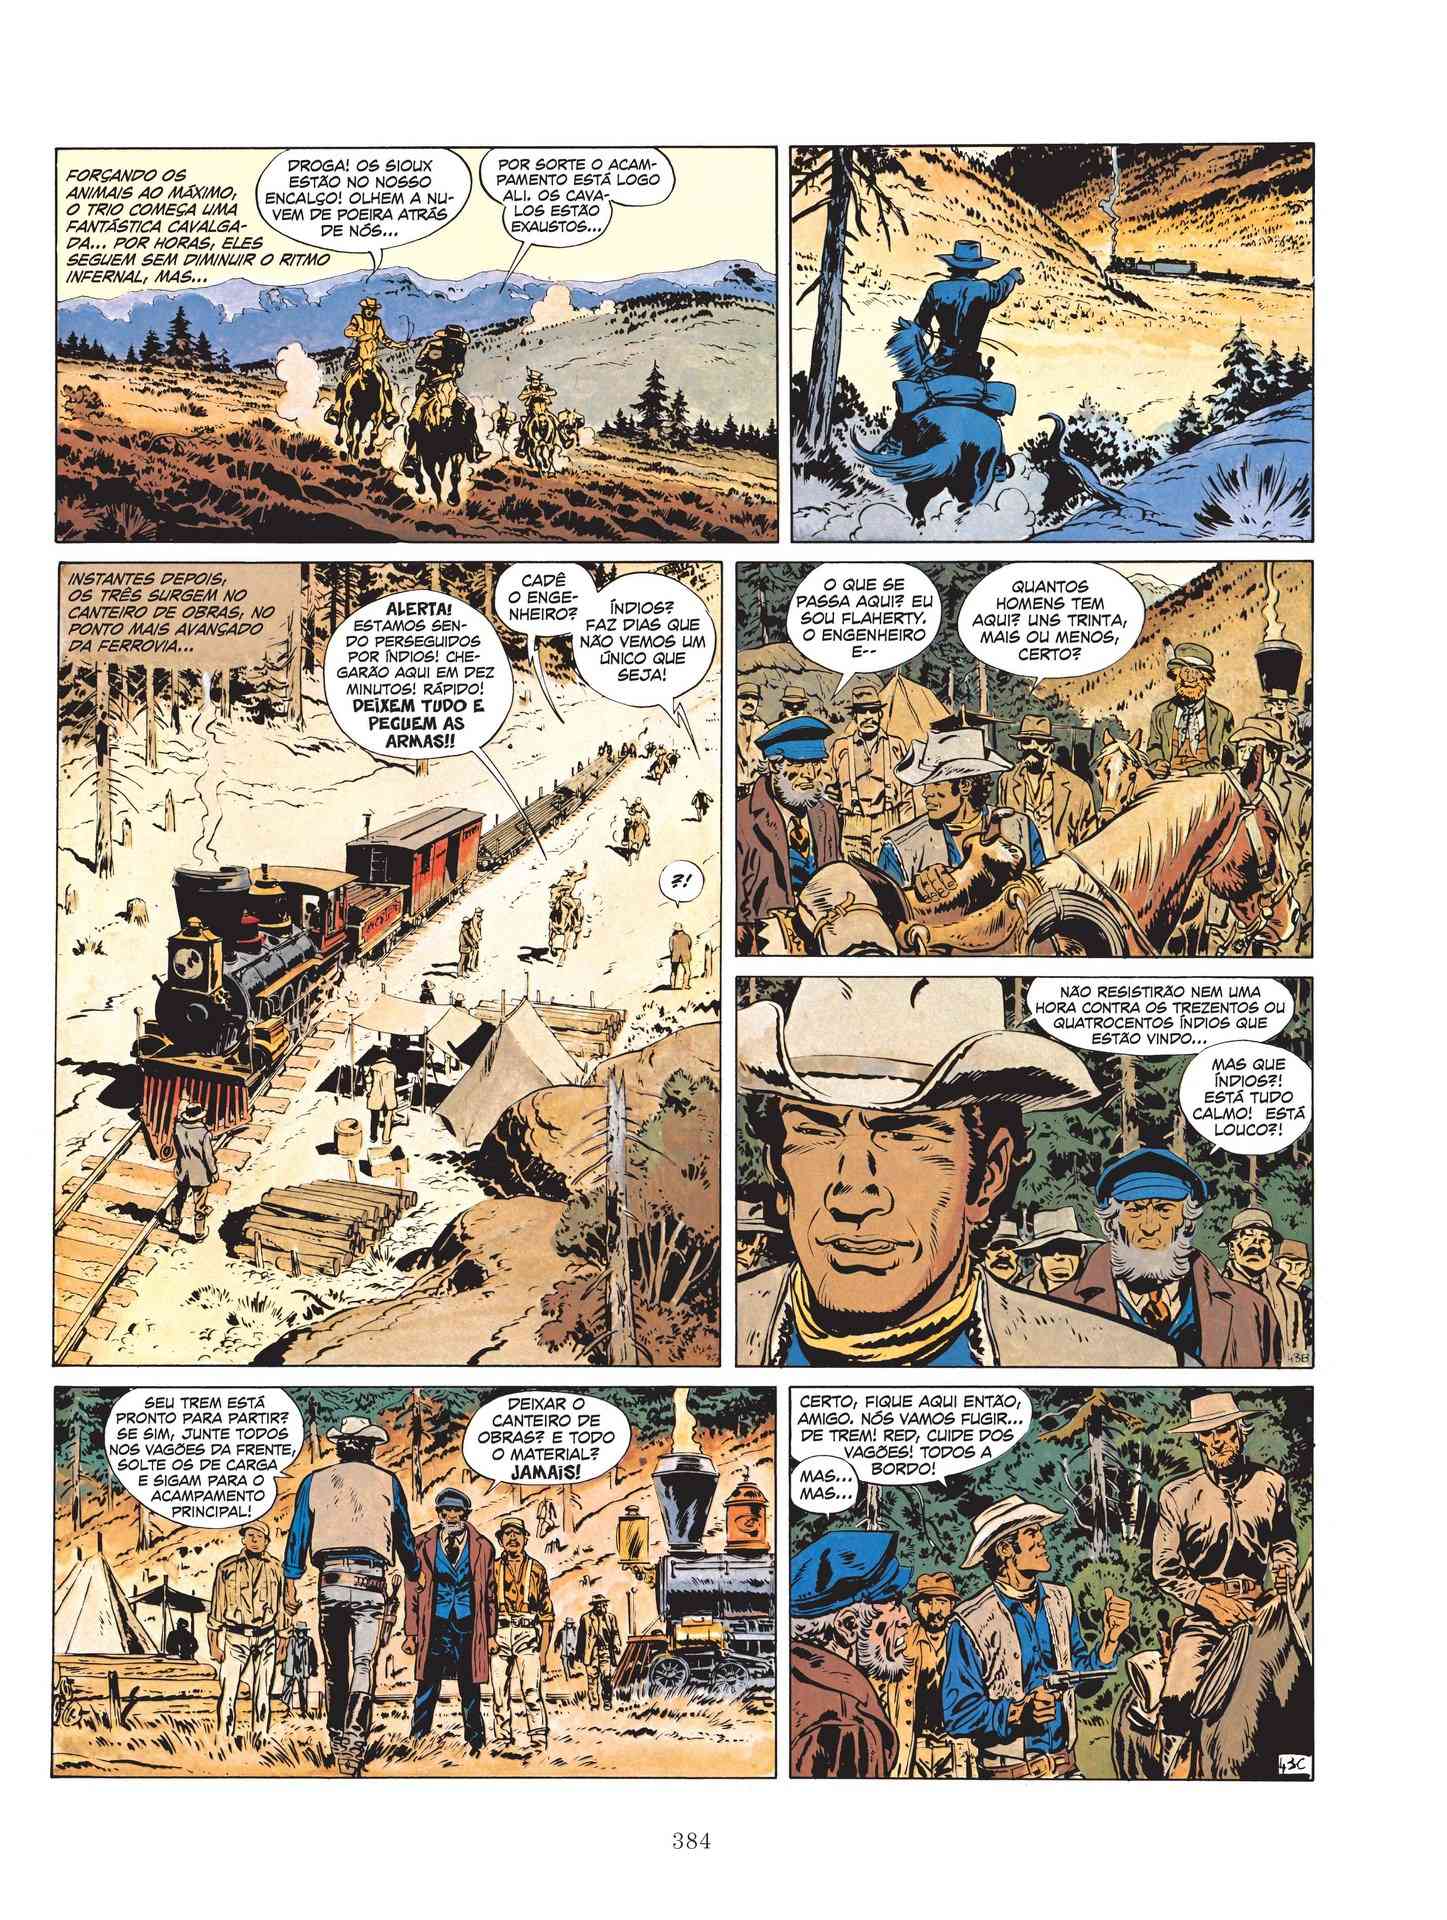 FORÇANDO OS
ANIMAIS AO MÁXIMO,
O TRIO COMEÇA UMA
FANTÁSTICA CAVALGA-
DA... POR HORAS, ELES
SEGUEM SEM DIMINUIR O RITMO
INFERNAL, MAS...
DROGA! OS SIOUX
ESTÃO NO NOSSO
ENCALÇO! OLHEM A NU-
VEM DE POEIRA ATRÁS
DE NÓS...
POR SORTE O ACAM-
PAMENTO ESTÁ LOGO
ALI. OS CAVA-
LOS ESTÃO
EXAUSTOS...
INSTANTES DEPOIS,
OS TRÊS SURGEM NO
CANTEIRO DE OBRAS, NO
PONTO MAIS AVANÇADO
DA FERROVIA...
ALERTA!
ESTAMOS SEN-
DO PERSEGUIDOS
POR ÍNDIOS! CHE-
GARÃO AQUI EM DEZ
MINUTOS! RÁPIDO!
DEIXEM TUDO E
PEGUEM AS
ARMAS!!
CADÊ
O ENGE-
NHEIRO?
ÍNDIOS?
FAZ DIAS QUE
NÃO VEMOS UM
ÚNICO QUE
SEJA!
?!
O QUE SE
PASSA AQUI? EU
SOU FLAHERTY.
O ENGENHEIRO
E--
QUANTOS
HOMENS TEM
AQUI? UNS TRINTA,
MAIS OU MENOS,
CERTO?
NÃO RESISTIRÃO NEM UMA
HORA CONTRA OS TREZENTOS OU
QUATROCENTOS ÍNDIOS QUE
ESTÃO VINDO...
MAS QUE
ÍNDIOS?!
ESTÁ TUDO
CALMO! ESTÁ
LOUCO?!
43B
SEU TREM ESTÁ
PRONTO PARA PARTIR?
SE SIM, JUNTE TODOS
NOS VAGÕES DA FRENTE,
SOLTE OS DE CARGA
E SIGAM PARA O
ACAMPAMENTO
PRINCIPAL!
DEIXAR O
CANTEIRO DE
OBRAS? E TODO
O MATERIAL?
JAMAIS!
CERTO, FIQUE AQUI ENTÃO,
AMIGO. NÓS VAMOS FUGIR...
DE TREM! RED, CUIDE DOS
VAGÕES! TODOS A
BORDO!
MAS...
MAS...
43C
384